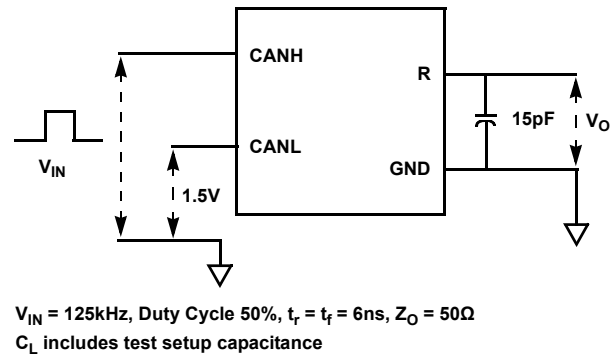 CANH
R
15pF
V_O
V_IN
CANL
GND
1.5V
V_IN = 125kHz, Duty Cycle 50%, t_r = t_f = 6ns, Z_O = 50Ω
C_L includes test setup capacitance